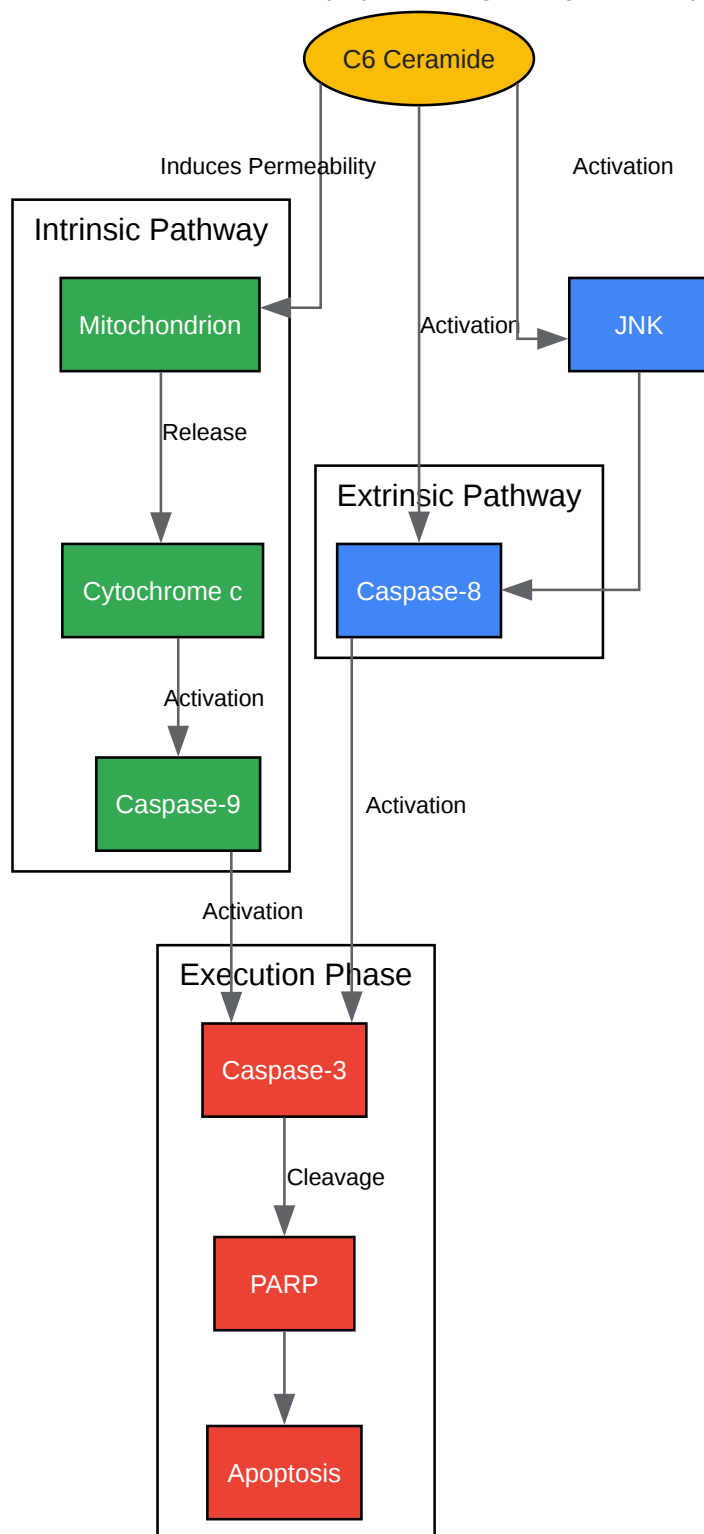 C6 Ceramide
Induces Permeability
Activation
Intrinsic Pathway
Mitochondrion
Activation
JNK
Release
Extrinsic Pathway
Cytochrome c
Caspase-8
Activation
Caspase-9
Activation
Activation
Execution Phase
Caspase-3
Cleavage
PARP
Apoptosis